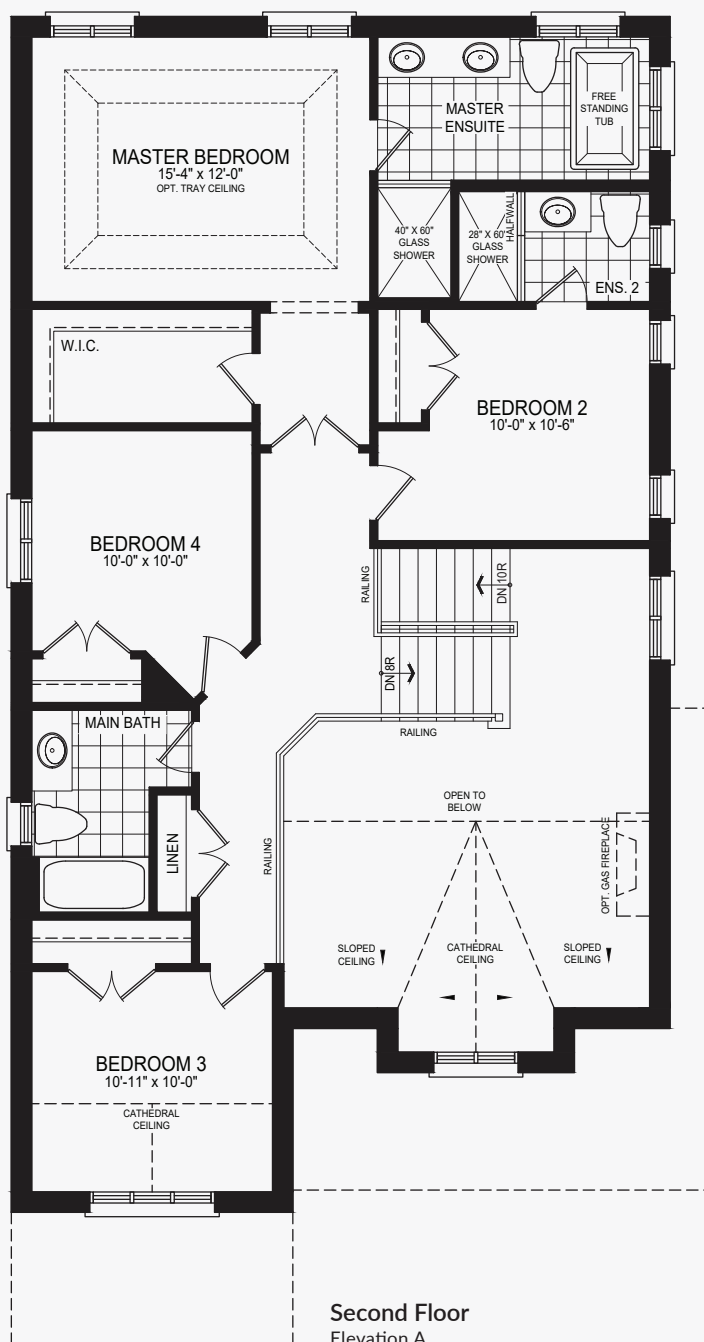 MASTER BEDROOM
15'-4" x 12'-0"
OPT. TRAY CEILING
MASTER
ENSUITE
FREE
STANDING
TUB
40" X 60"
GLASS
SHOWER
28" X 60"
GLASS
SHOWER
HALFWALL
ENS. 2
W.I.C.
BEDROOM 2
10'-0" x 10'-6"
BEDROOM 4
10'-0" x 10'-0"
RAILING
DN 10R
DN 8R
RAILING
MAIN BATH
LINEN
RAILING
OPEN TO
BELOW
OPT. GAS FIREPLACE
SLOPED
CEILING
CATHEDRAL
CEILING
SLOPED
CEILING
BEDROOM 3
10'-11" x 10'-0"
CATHEDRAL
CEILING
Second Floor
Elevation A